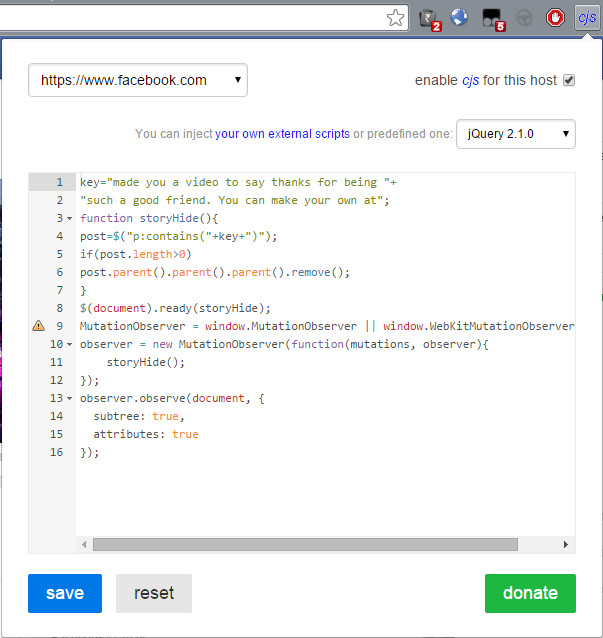 2
5
cjs
https://www.facebook.com
enable cjs for this host
You can inject your own external scripts or predefined one: jQuery 2.1.0
1 key="made you a video to say thanks for being "+
2 "such a good friend. You can make your own at";
3 function storyHide(){
4 post=$("p:contains("+key+")");
5 if(post.length>0)
6 post.parent().parent().parent().remove();
7 }
8 $(document).ready(storyHide);
9 MutationObserver = window.MutationObserver || window.WebKitMutationObserver
10 observer = new MutationObserver(function(mutations, observer){
11 storyHide();
12 });
13 observer.observe(document, {
14 subtree: true,
15 attributes: true
16 });
save reset donate